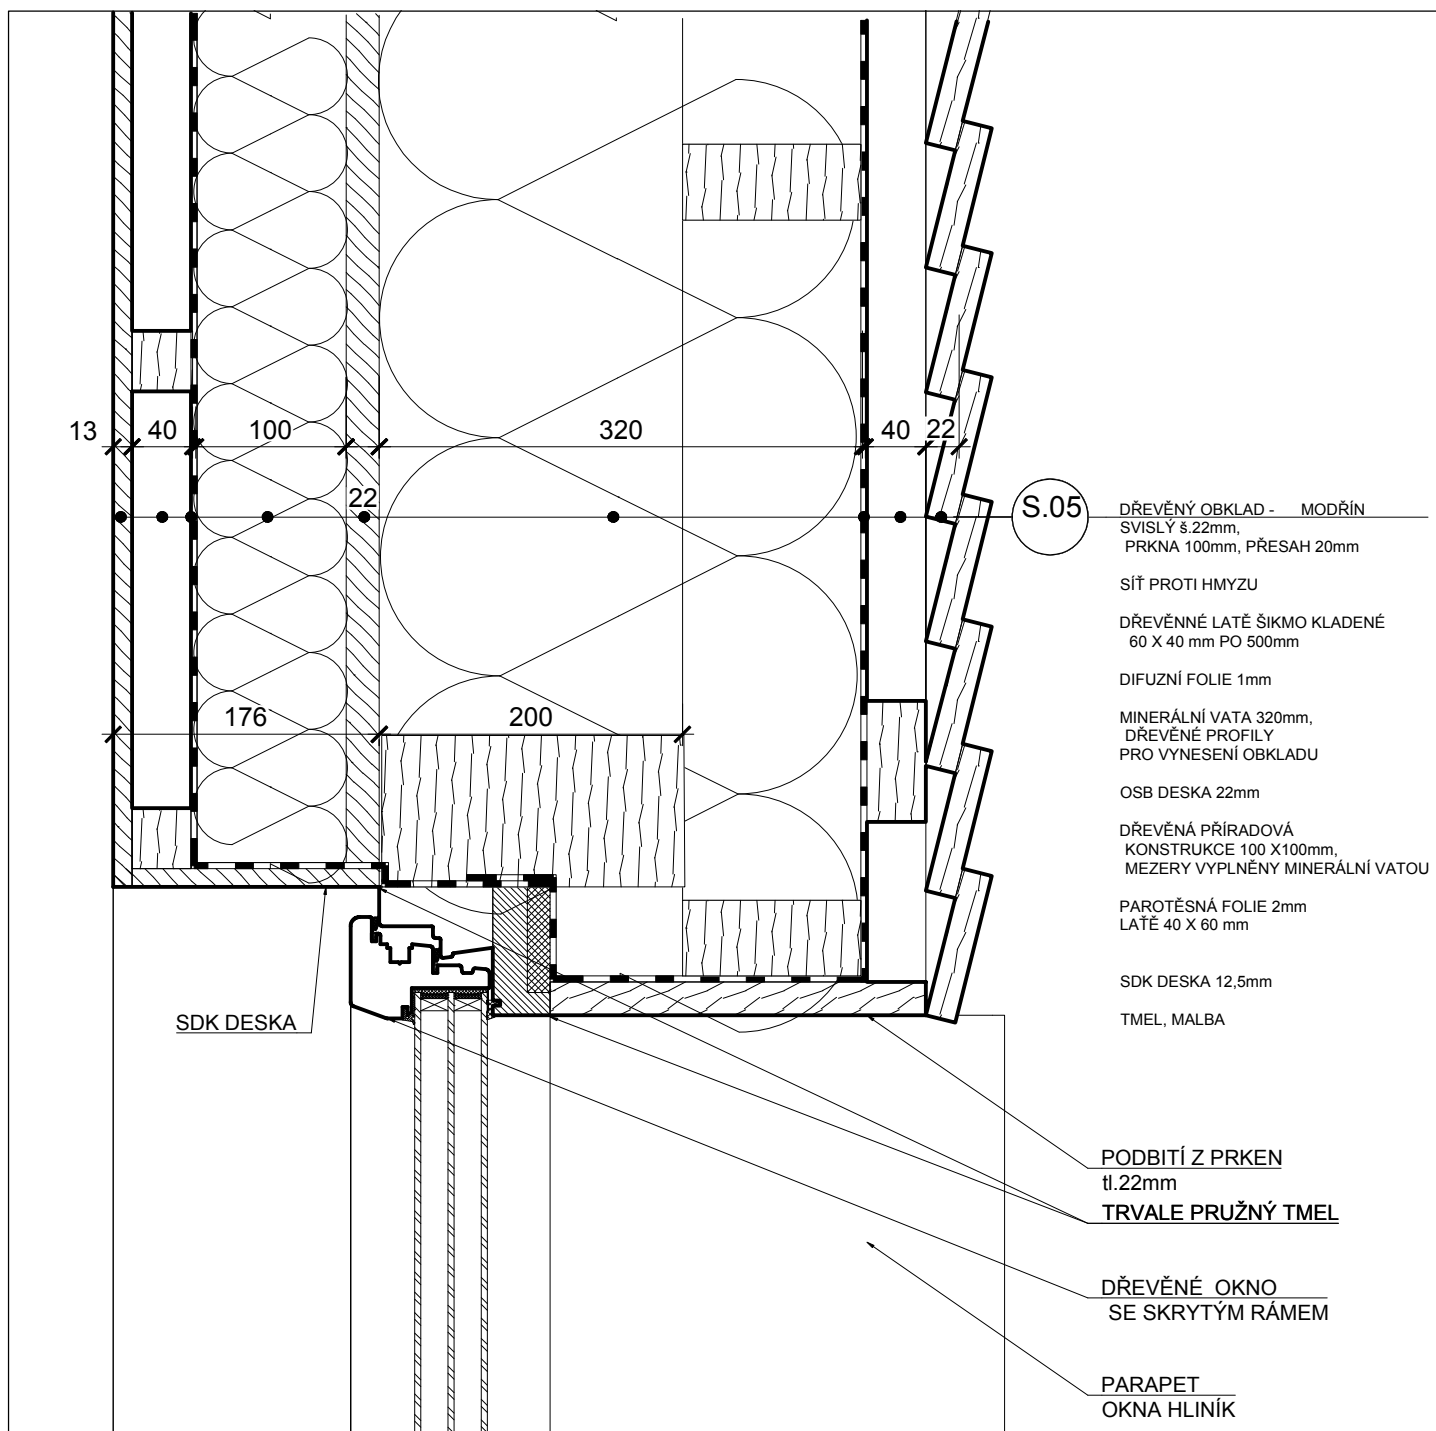 13
40
100
320
40
22
22
S.05
DŘEVĚNÝ OBKLAD - MODŘÍN
SVISLÝ š.22mm,
PRKNA 100mm, PŘESAH 20mm
SÍŤ PROTI HMYZU
DŘEVĚNNÉ LATĚ ŠIKMO KLADENÉ
60 X 40 mm PO 500mm
DIFUZNÍ FOLIE 1mm
176
200
MINERÁLNÍ VATA 320mm,
DŘEVĚNÉ PROFILY
PRO VYNESENÍ OBKLADU
OSB DESKA 22mm
DŘEVĚNÁ PŘÍRADOVÁ
KONSTRUKCE 100 X100mm,
MEZERY VYPLNĚNY MINERÁLNÍ VATOU
PAROTĚSNÁ FOLIE 2mm
LAŤĚ 40 X 60 mm
SDK DESKA 12,5mm
TMEL, MALBA
SDK DESKA
PODBITÍ Z PRKEN
tl.22mm
TRVALE PRUŽNÝ TMEL
DŘEVĚNÉ OKNO
SE SKRYTÝM RÁMEM
PARAPET
OKNA HLINÍK